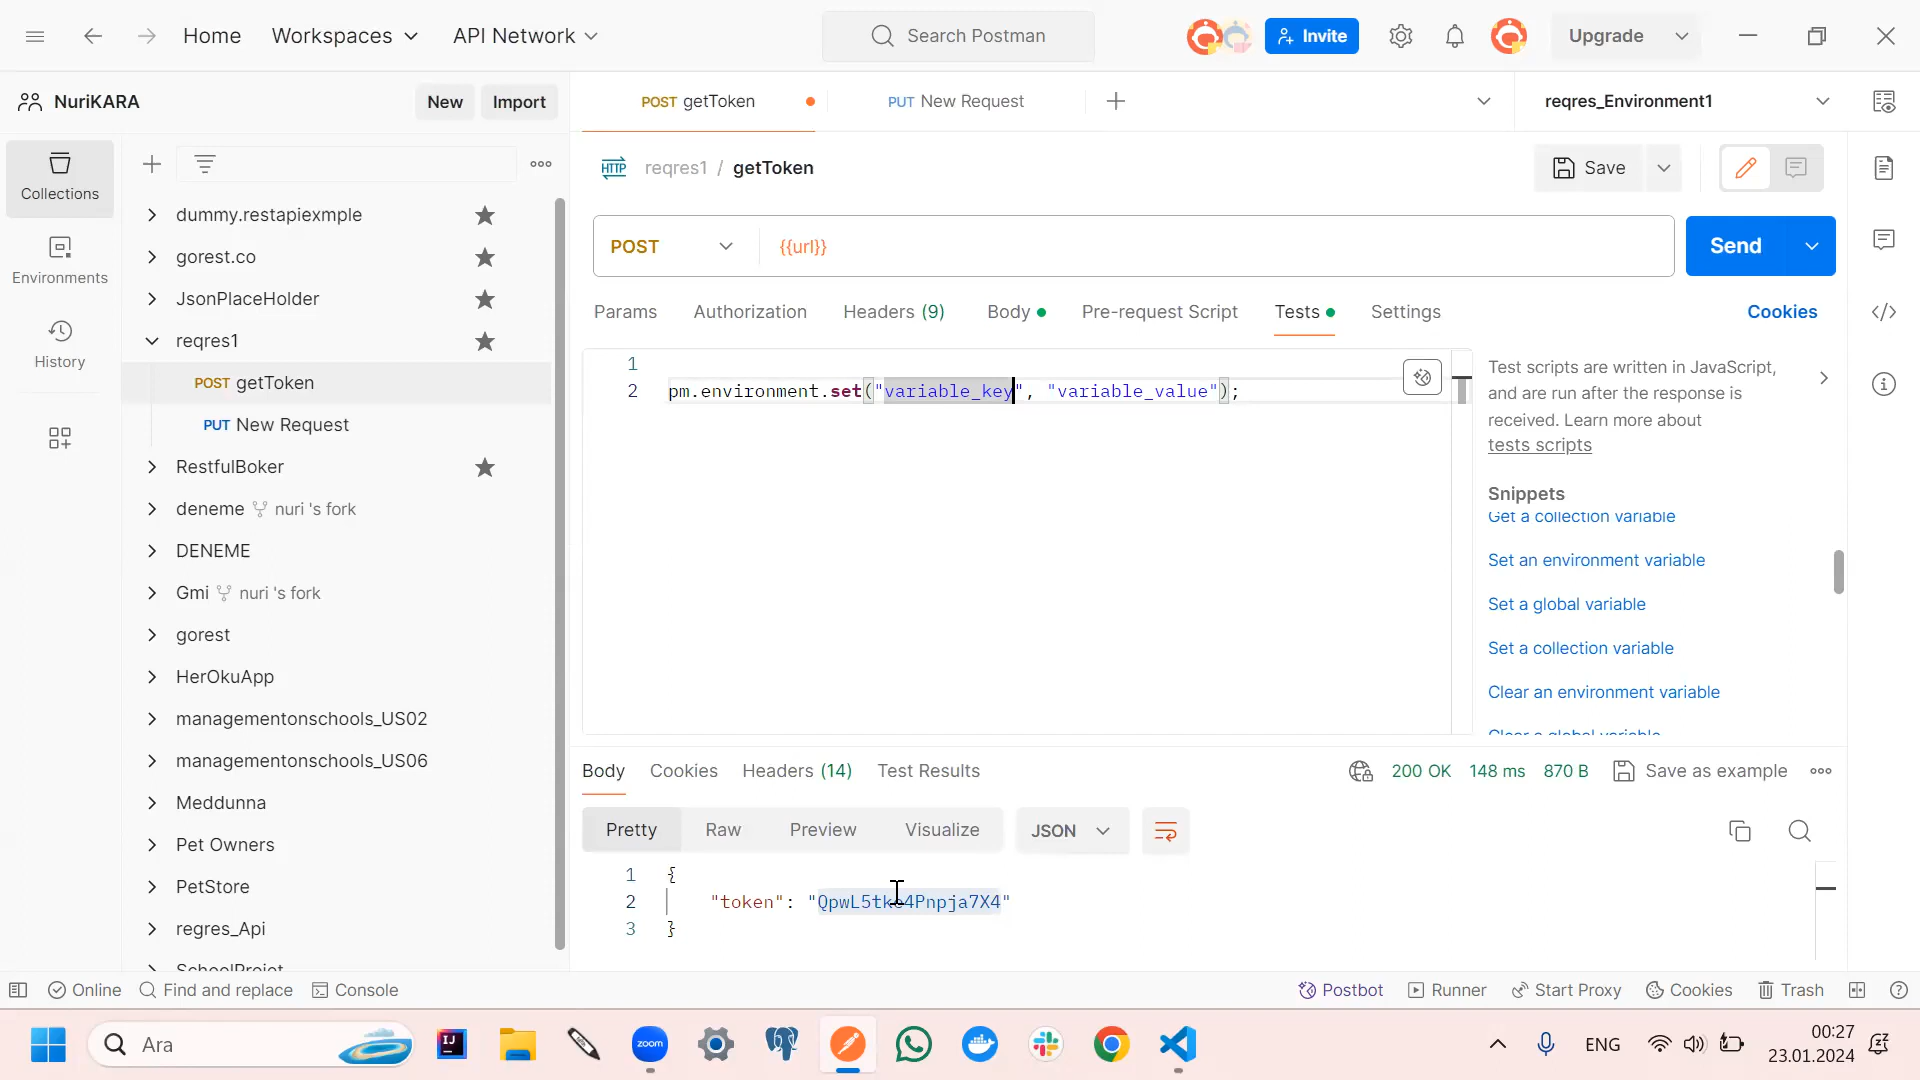 Home
Workspaces
API Network
Search Postman
Invite
Upgrade
NuriKARA
New
Import
POST getToken
PUT New Request
reqres_Environment1
Collections
Environments
History
dummy.restapiexmple
gorest.co
JsonPlaceHolder
reqres1
POST getToken
PUT New Request
RestfulBoker
deneme nuri 's fork
DENEME
Gmi nuri 's fork
gorest
HerOkuApp
managementonschools_US02
managementonschools_US06
Meddunna
Pet Owners
PetStore
regres_Api
SchoolProjet
HTTP reqres1 / getToken
Save
POST
{{url}}
Send
Params
Authorization
Headers (9)
Body
Pre-request Script
Tests
Settings
Cookies
1
2 pm.environment.set("variable_key", "variable_value");
Test scripts are written in JavaScript,
and are run after the response is
received. Learn more about
tests scripts
Snippets
Get a collection variable
Set an environment variable
Set a global variable
Set a collection variable
Clear an environment variable
Clear a global variable
Body
Cookies
Headers (14)
Test Results
200 OK
148 ms
870 B
Save as example
Pretty
Raw
Preview
Visualize
JSON
1 {
2 "token": "QpwL5tke4Pnpja7X4"
3 }
Online
Find and replace
Console
Postbot
Runner
Start Proxy
Cookies
Trash
Ara
IJ
zoom
ENG
00:27
23.01.2024